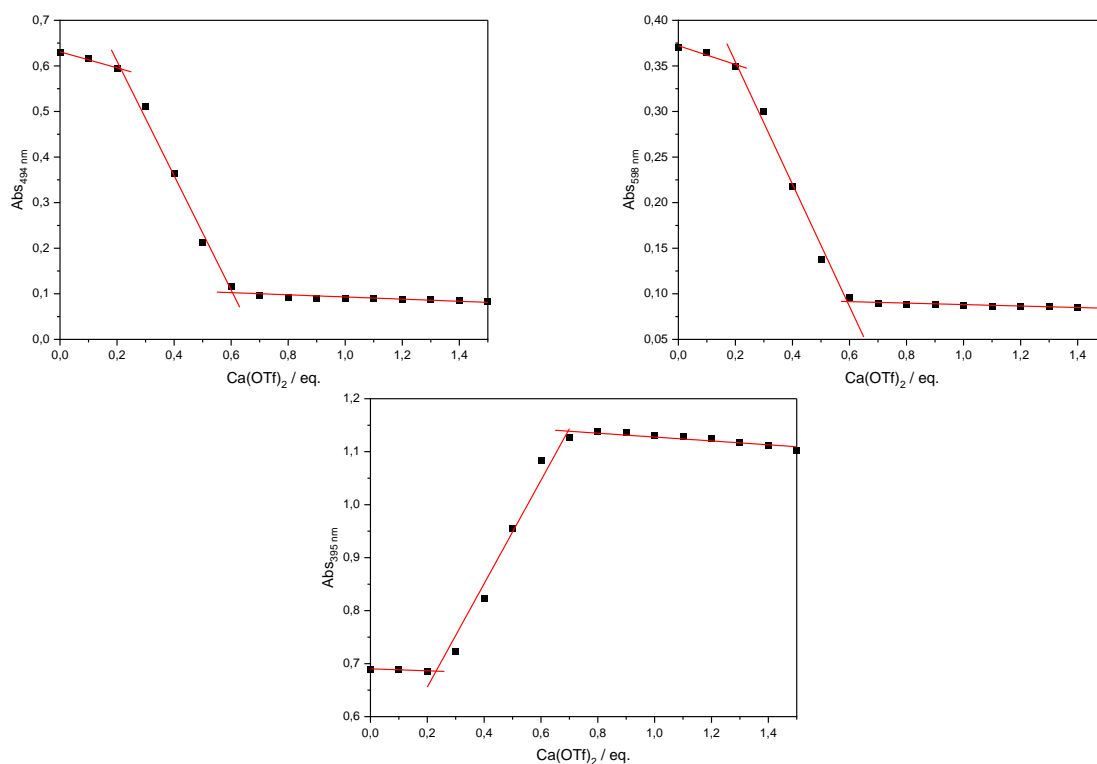 0,7
0,6
0,5
0,4
0,3
0,2
0,1
0,0
Abs494 nm
0,0 0,2 0,4 0,6 0,8 1,0 1,2 1,4
Ca(OTf)2 / eq.
0,40
0,35
0,30
0,25
0,20
0,15
0,10
0,05
Abs598 nm
0,0 0,2 0,4 0,6 0,8 1,0 1,2 1,4
Ca(OTf)2 / eq.
1,2
1,1
1,0
0,9
0,8
0,7
0,6
Abs395 nm
0,0 0,2 0,4 0,6 0,8 1,0 1,2 1,4
Ca(OTf)2 / eq.